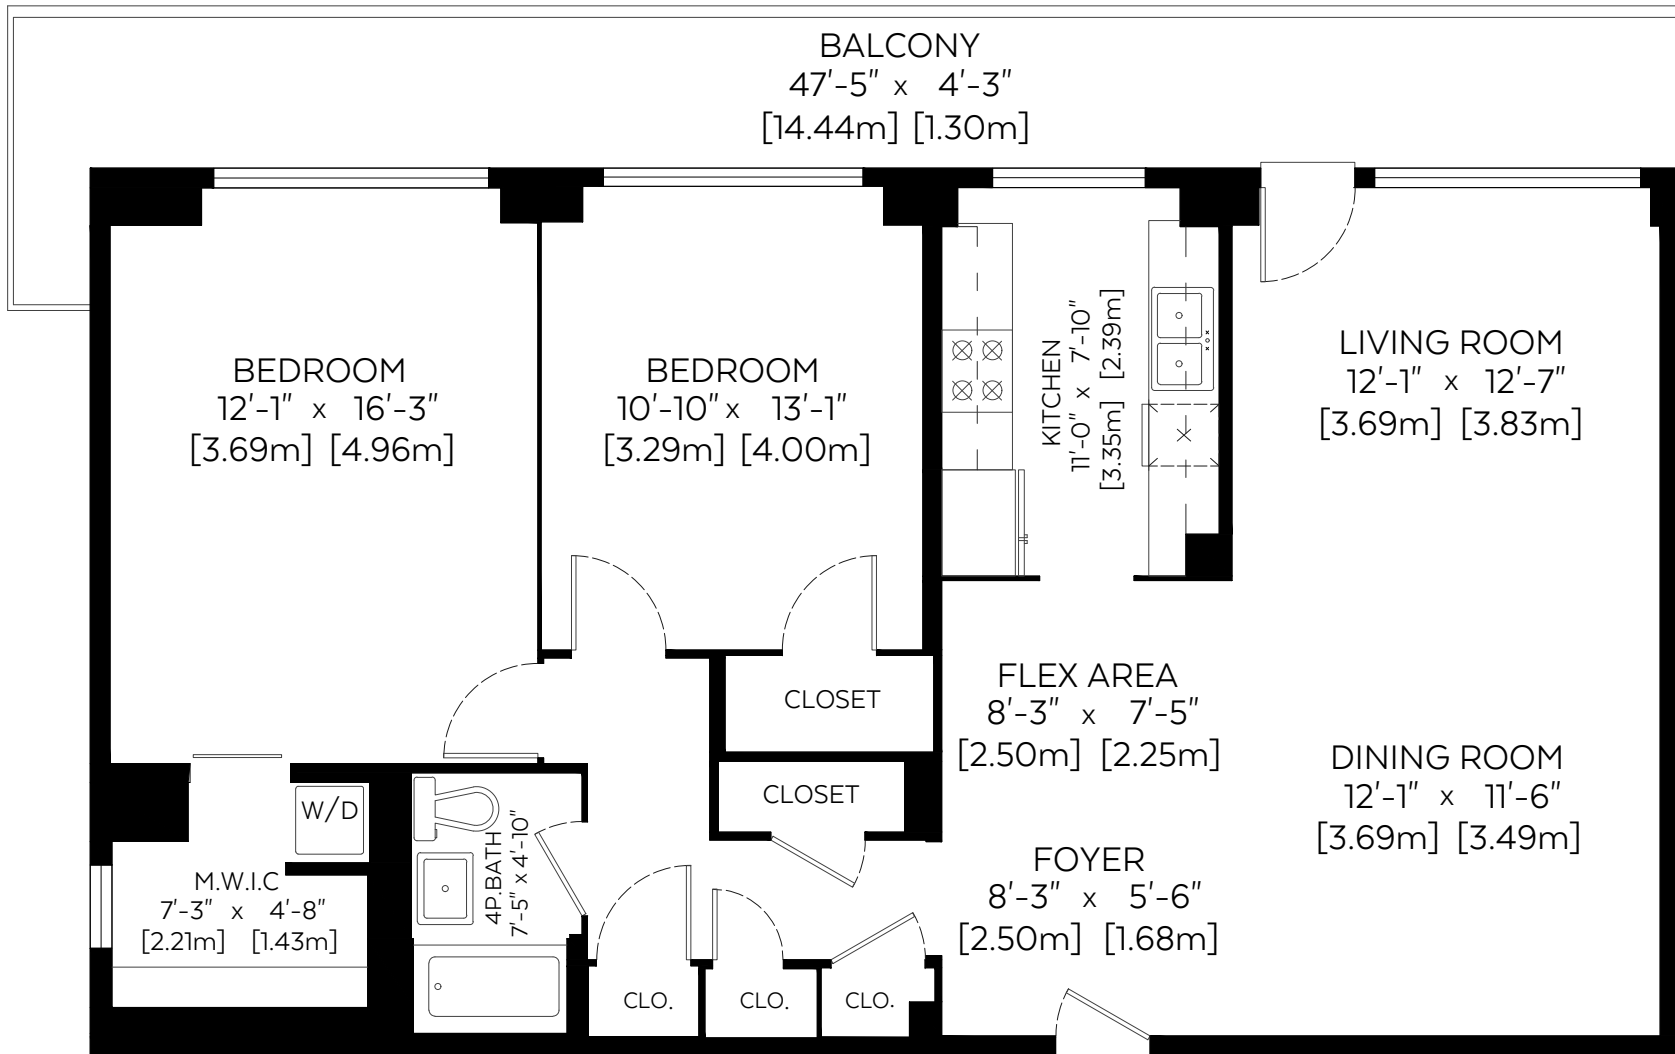 BALCONY
47'-5" x 4'-3"
[14.44m] [1.30m]
BEDROOM
12'-1" x 16'-3"
[3.69m] [4.96m]
BEDROOM
10'-10" x 13'-1"
[3.29m] [4.00m]
KITCHEN
11'-0" x 7'-10"
[3.35m] [2.39m]
LIVING ROOM
12'-1" x 12'-7"
[3.69m] [3.83m]
CLOSET
FLEX AREA
8'-3" x 7'-5"
[2.50m] [2.25m]
DINING ROOM
12'-1" x 11'-6"
[3.69m] [3.49m]
W/D
CLOSET
4P.BATH
7'-5" x 4'-10"
M.W.I.C
7'-3" x 4'-8"
[2.21m] [1.43m]
FOYER
8'-3" x 5'-6"
[2.50m] [1.68m]
CLO.
CLO.
CLO.